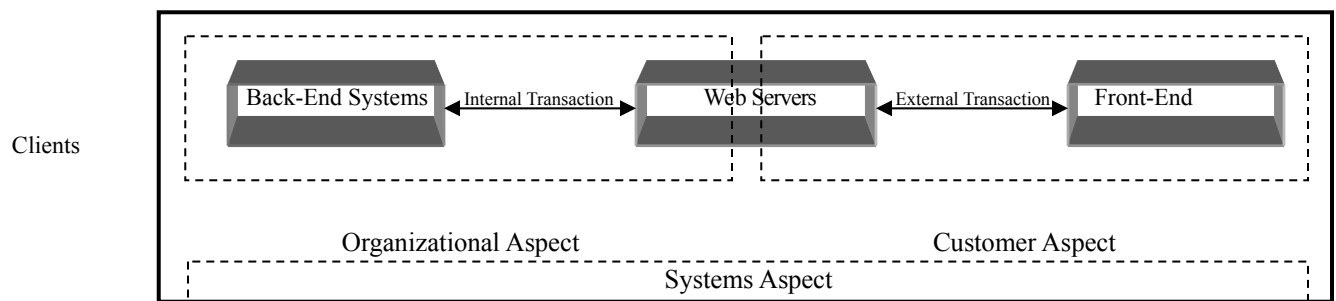 Back-End Systems
Internal Transaction
Web Servers
External Transaction
Front-End
Clients
Organizational Aspect
Customer Aspect
Systems Aspect